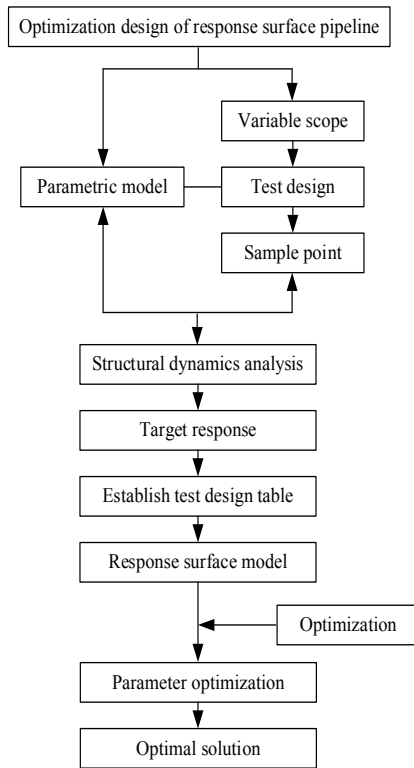 Optimization design of response surface pipeline
Variable scope
Parametric model
Test design
Sample point
Structural dynamics analysis
Target response
Establish test design table
Response surface model
Optimization
Parameter optimization
Optimal solution